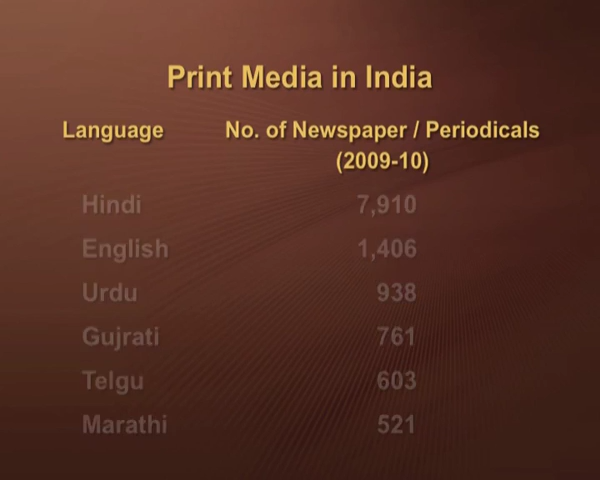 Print Media in India
Language No. of Newspaper / Periodicals
(2009-10)
Hindi 7,910
English 1,406
Urdu 938
Gujrati 761
Telgu 603
Marathi 521